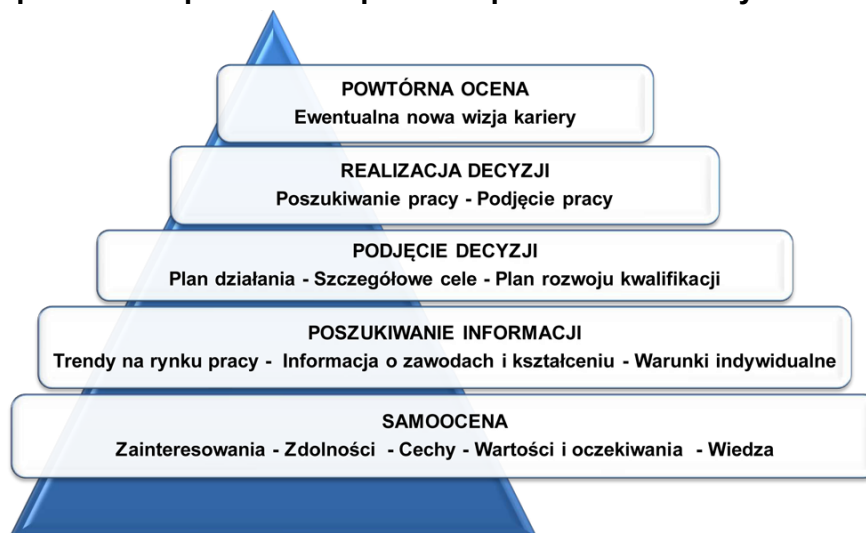 POWTÓRNA OCENA
Ewentualna nowa wizja kariery
REALIZACJA DECYZJI
Poszukiwanie pracy - Podjęcie pracy
PODJĘCIE DECYZJI
Plan działania - Szczegółowe cele - Plan rozwoju kwalifikacji
POSZUKIWANIE INFORMACJI
Trendy na rynku pracy - Informacja o zawodach i kształceniu - Warunki indywidualne
SAMOOCENA
Zainteresowania - Zdolności - Cechy - Wartości i oczekiwania - Wiedza